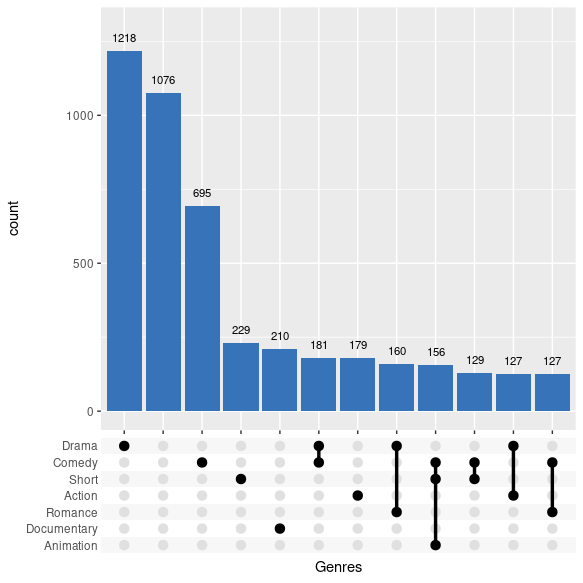 1218
1076
695
229
210
181
179
160
156
129
127
127
1000
500
0
count
Drama
Comedy
Short
Action
Romance
Documentary
Animation
Genres